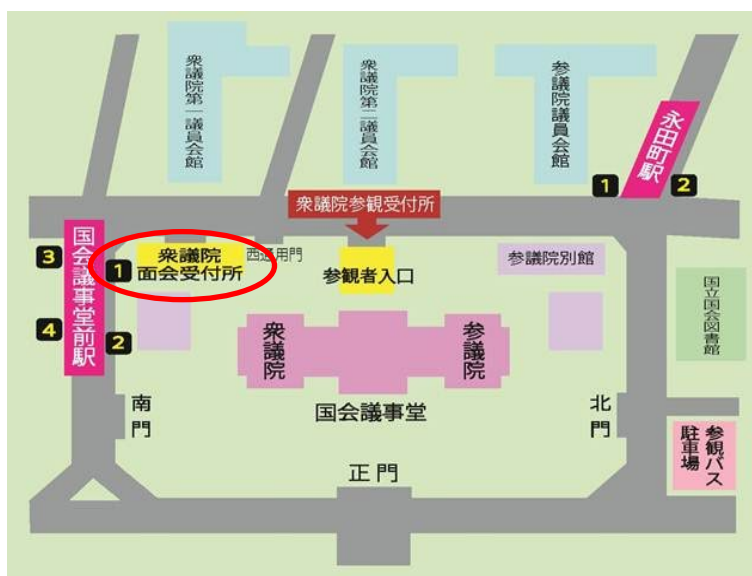 衆議院第一議員会館
衆議院第二議員会館
参議院議員会館
永田町駅
1
2
衆議院参観受付所
国会議事堂前駅
3
1
4
2
衆議院
面会受付所
西通用門
参観者入口
参議院別館
国立国会図書館
衆議院
参議院
国会議事堂
南門
北門
正門
参観バス
駐車場